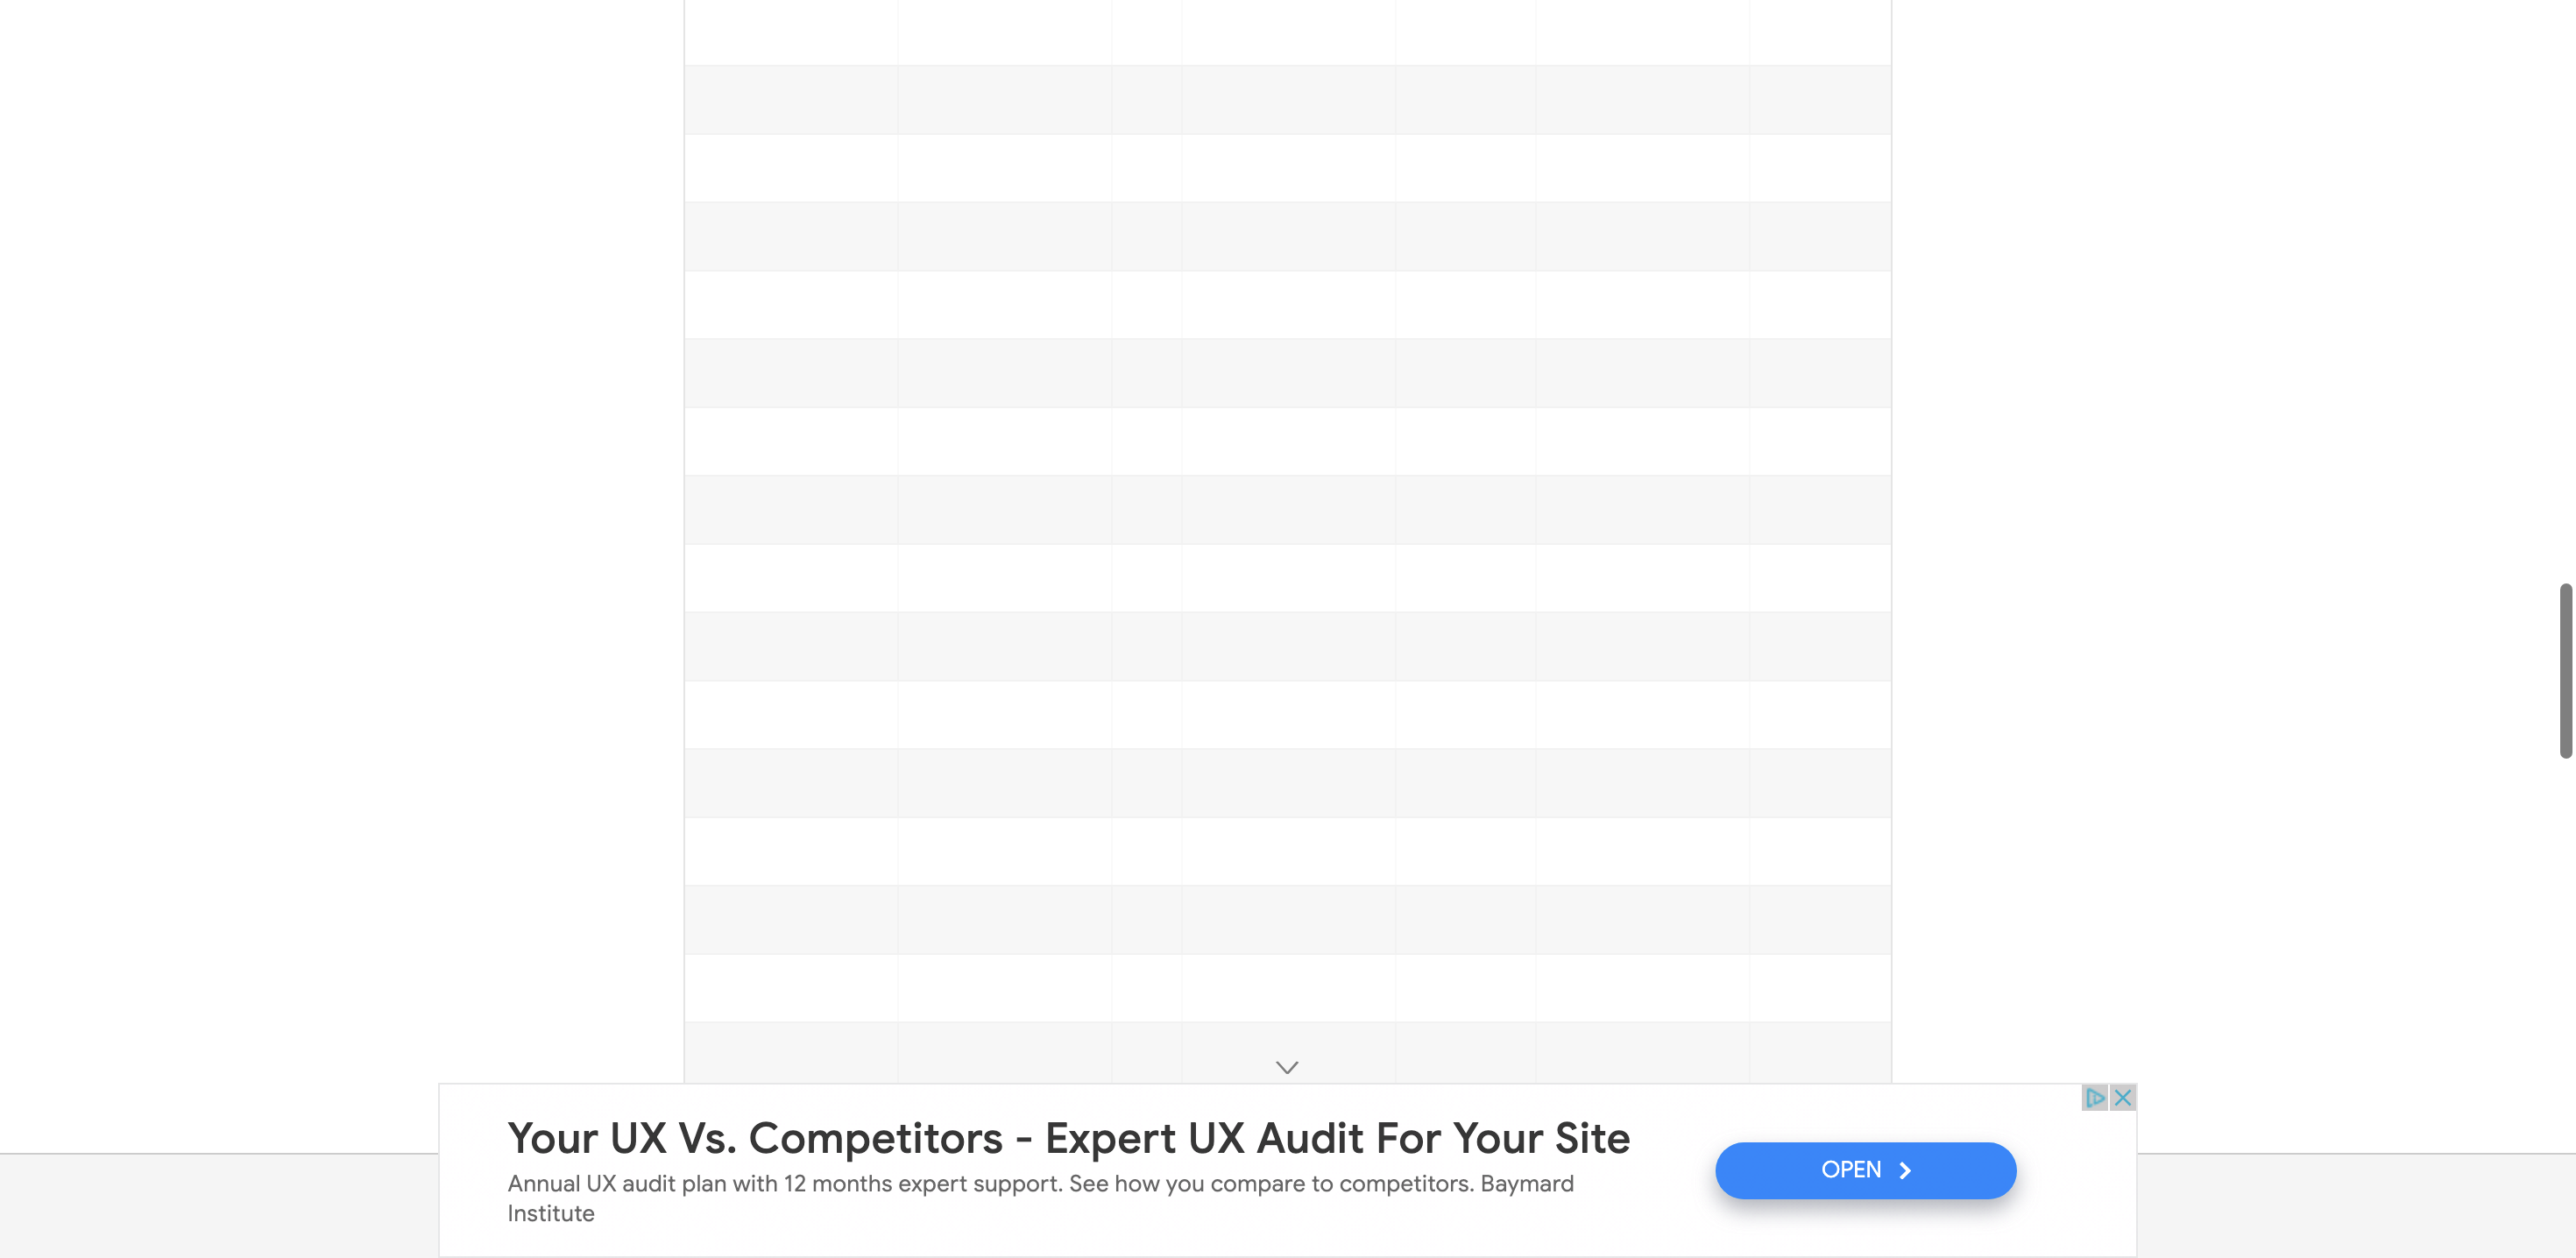 Your UX Vs. Competitors - Expert UX Audit For Your Site
Annual UX audit plan with 12 months expert support. See how you compare to competitors. Baymard
Institute
OPEN